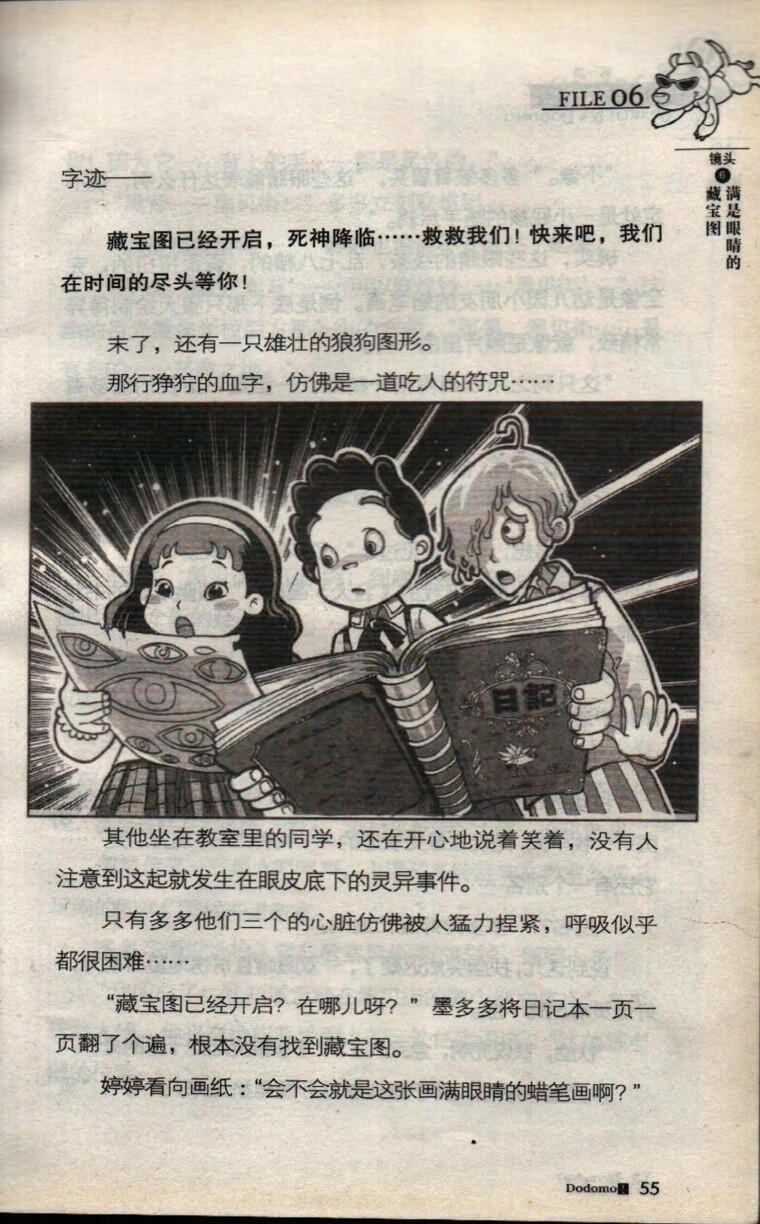 FILE 06
镜头
6
满是眼睛的
藏宝图
字迹——
藏宝图已经开启，死神降临……救救我们！快来吧，我们
在时间的尽头等你！
末了，还有一只雄壮的狼狗图形。
那行狰狞的血字，仿佛是一道吃人的符咒……
日記
其他坐在教室里的同学，还在开心地说着笑着，没有人
注意到这起就发生在眼皮底下的灵异事件。
只有多多他们三个的心脏仿佛被人猛力捏紧，呼吸似乎
都很困难……
“藏宝图已经开启？在哪儿呀？”墨多多将日记本一页一
页翻了个遍，根本没有找到藏宝图。
婷婷看向画纸：“会不会就是这张画满眼睛的蜡笔画啊？”
Dodomo! 55